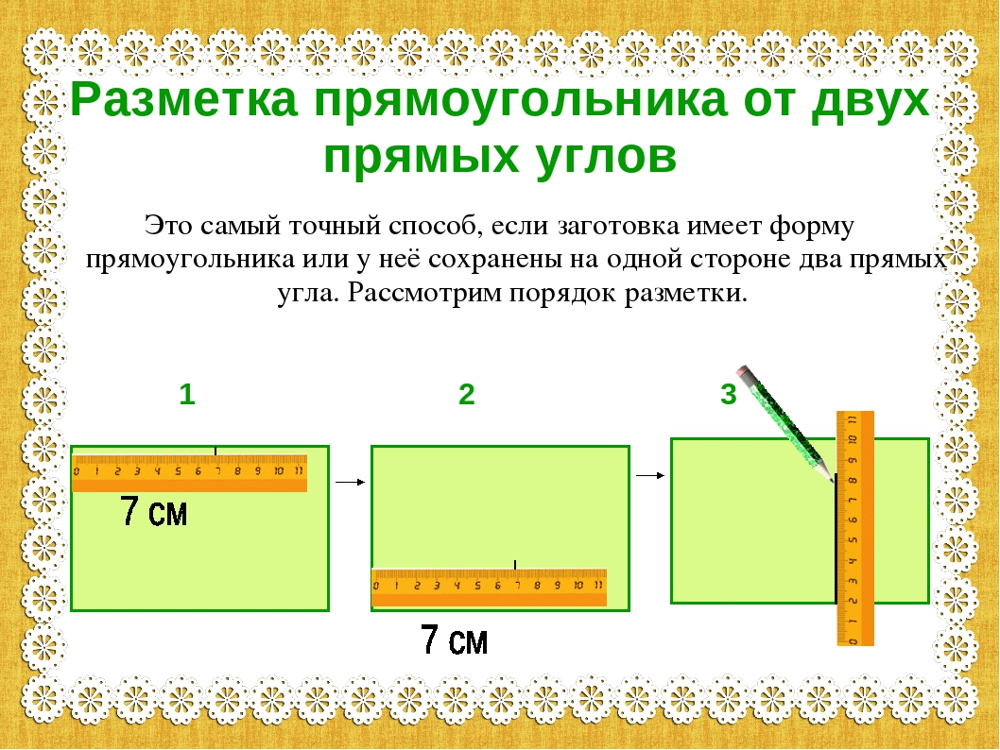 Разметка прямоугольника от двух
прямых углов
Это самый точный способ, если заготовка имеет форму
прямоугольника или у неё сохранены на одной стороне два прямых
угла. Рассмотрим порядок разметки.
1 2 3
0 1 2 3 4 5 6 7 8 9 10 11
7 см
0 1 2 3 4 5 6 7 8 9 10 11
7 см
0 1 2 3 4 5 6 7 8 9 10 11